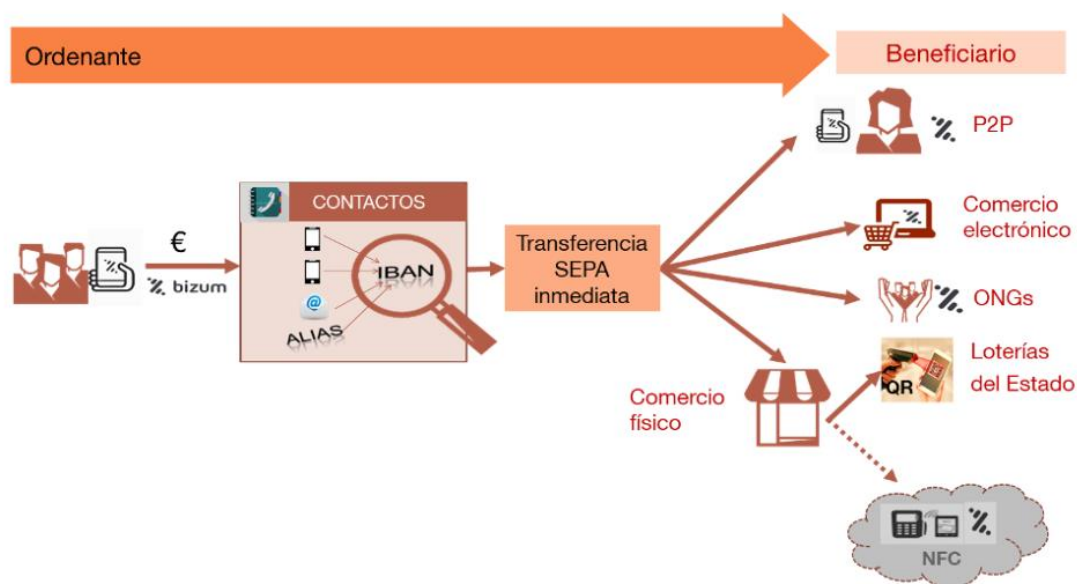 Ordenante
Beneficiario
P2P
CONTACTOS
€
bizum
IBAN
@
ALIAS
Transferencia
SEPA
inmediata
Comercio
electrónico
ONGs
Comercio
físico
QR
Loterías
del Estado
NFC